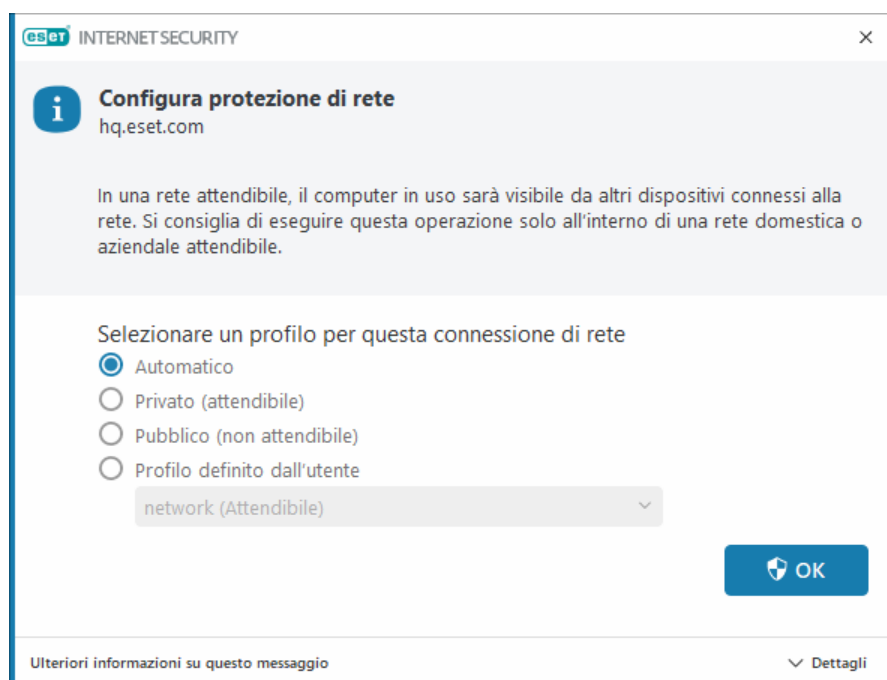 eset INTERNET SECURITY
Configura protezione di rete
hq.eset.com
In una rete attendibile, il computer in uso sarà visibile da altri dispositivi connessi alla
rete. Si consiglia di eseguire questa operazione solo all'interno di una rete domestica o
aziendale attendibile.
Selezionare un profilo per questa connessione di rete
Automatico
Privato (attendibile)
Pubblico (non attendibile)
Profilo definito dall'utente
network (Attendibile)
OK
Ulteriori informazioni su questo messaggio Dettagli